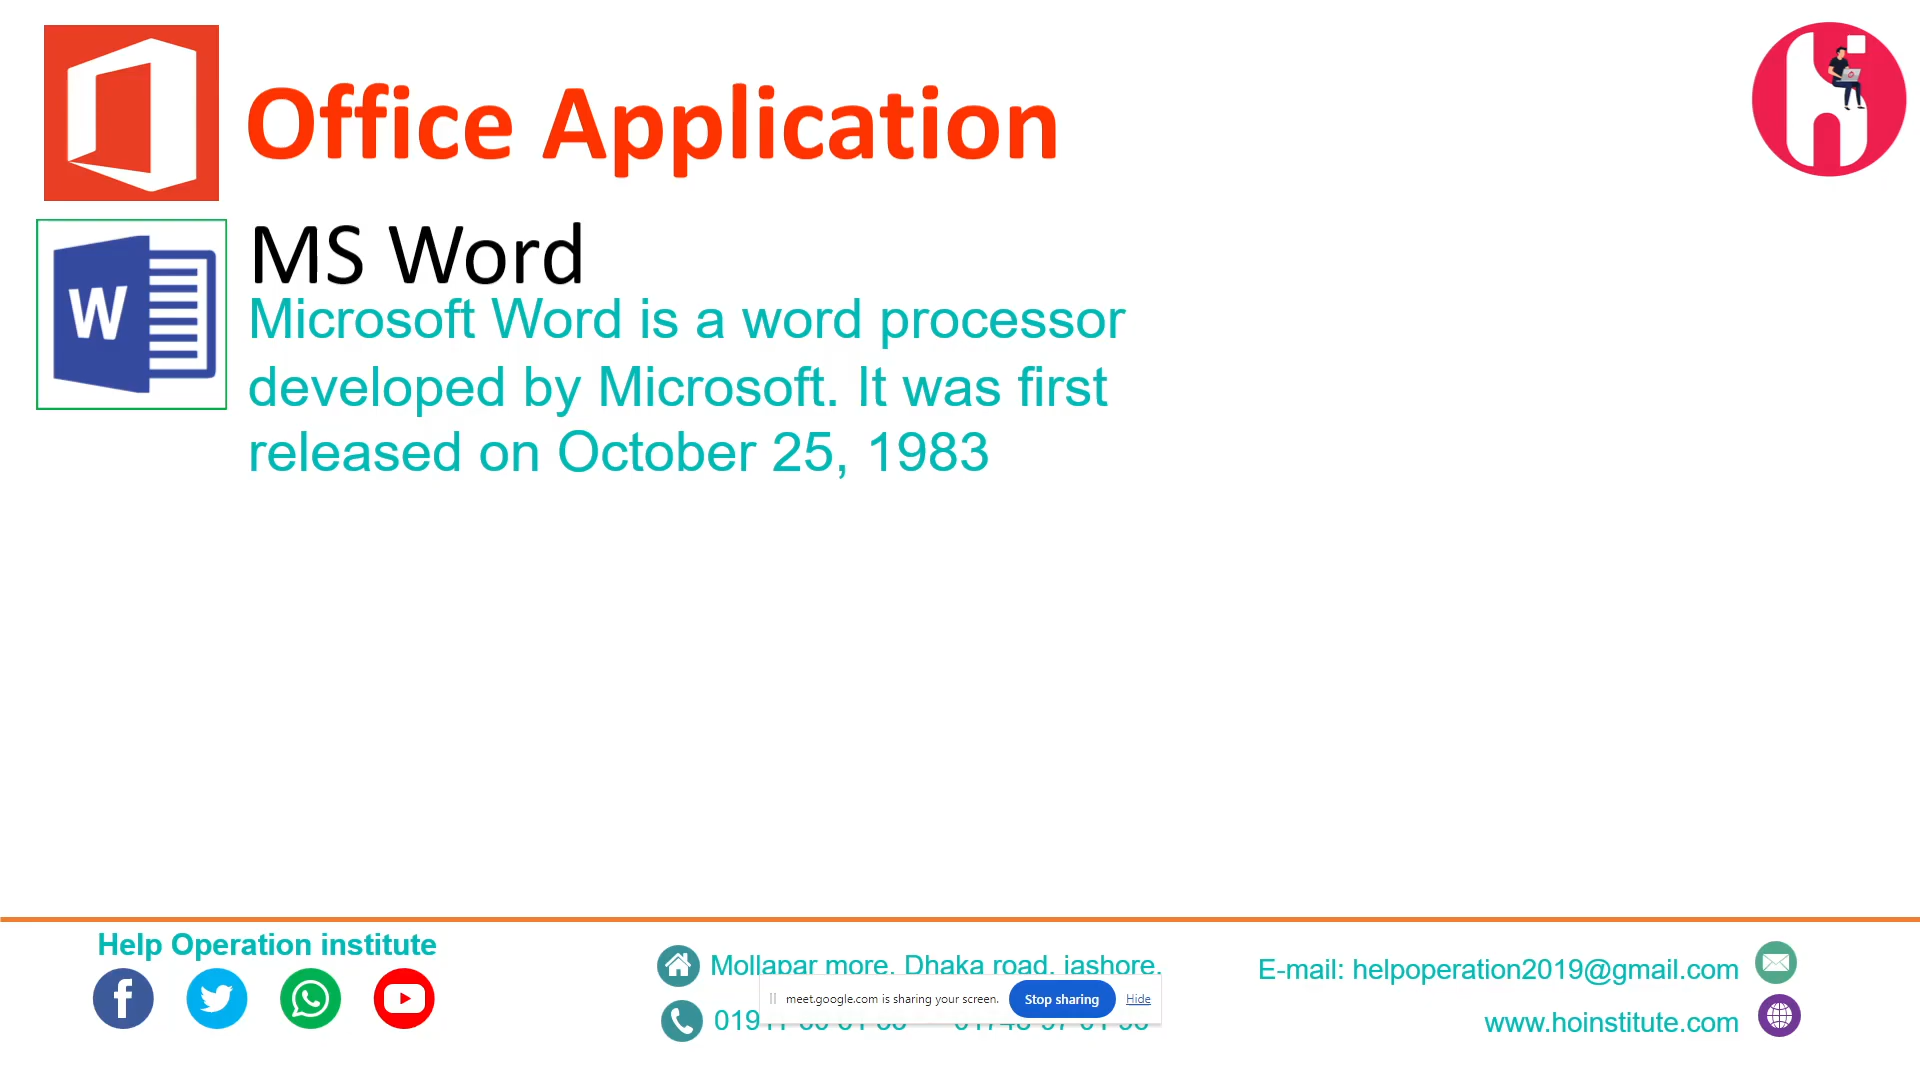 Office Application
MS Word
W
Microsoft Word is a word processor
developed by Microsoft. It was first
released on October 25, 1983
Help Operation institute
Mollapar more, Dhaka road, jashore.
meet.google.com is sharing your screen.
Stop sharing
Hide
E-mail: helpoperation2019@gmail.com
www.hoinstitute.com